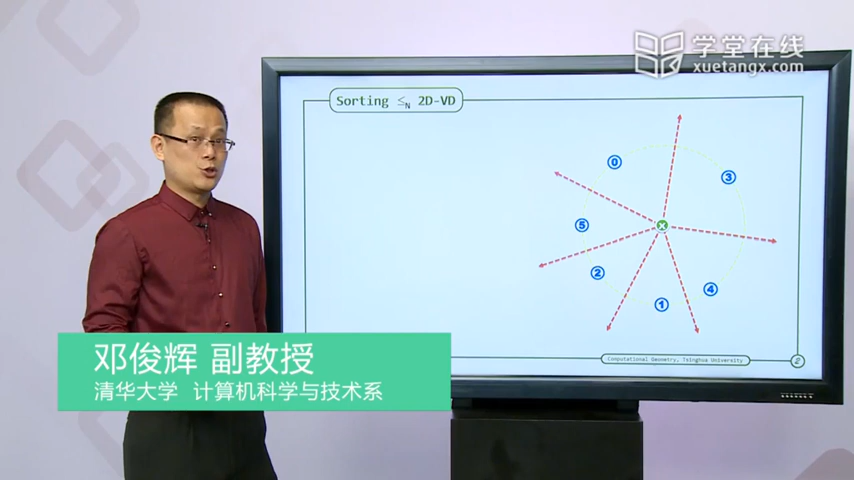 学堂在线
xuetangx.com
Sorting ≤N 2D-VD
0
3
5
X
2
4
1
Computational Geometry, Tsinghua University
2
邓俊辉 副教授
清华大学 计算机科学与技术系